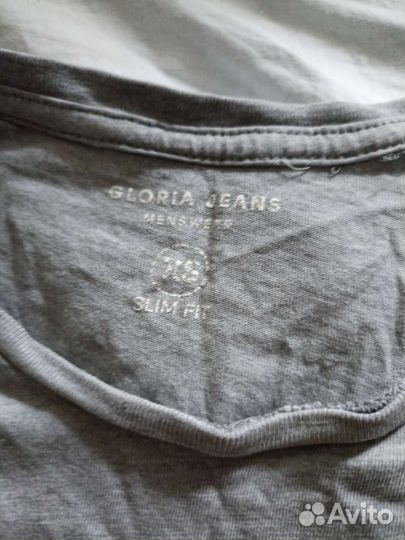 GLORIA JEANS
MENSWEAR
XS
SLIM FIT
Avito